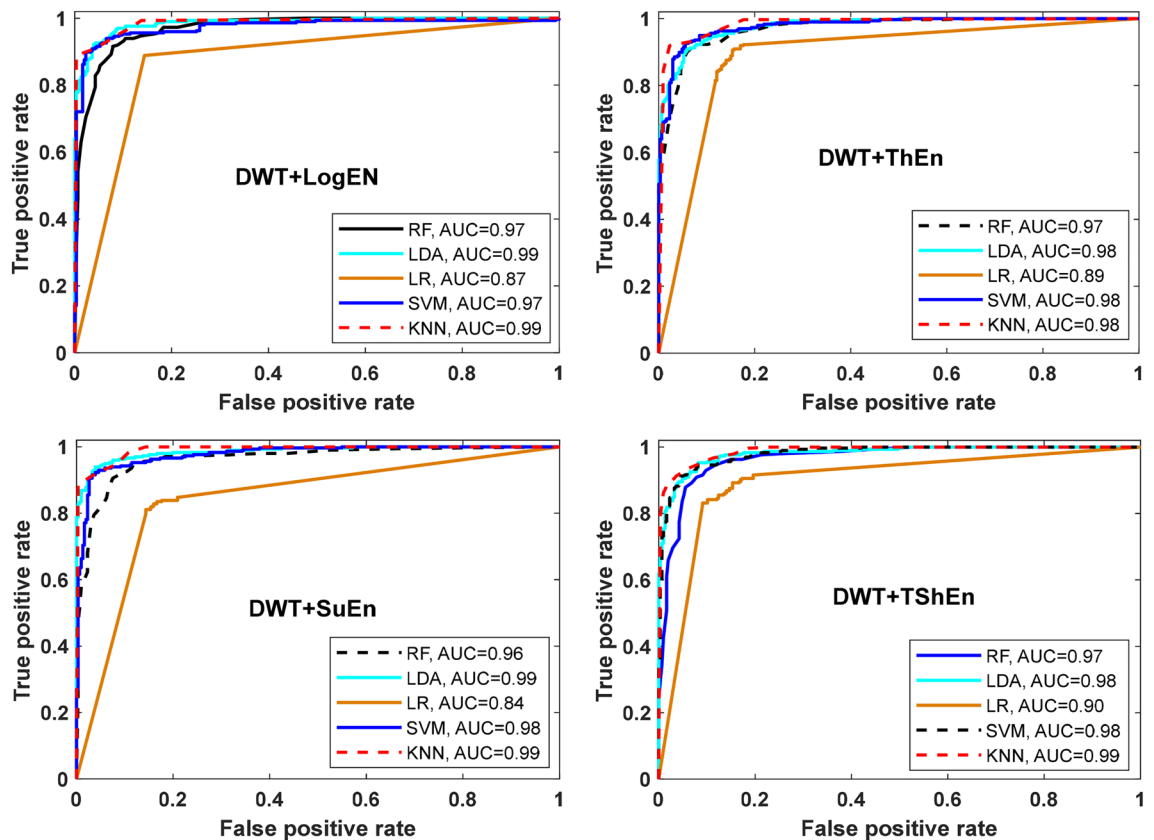 1
0.8
0.6
0.4
0.2
0
True positive rate
DWT+LogEN
RF, AUC=0.97
LDA, AUC=0.99
LR, AUC=0.87
SVM, AUC=0.97
KNN, AUC=0.99
0 0.2 0.4 0.6 0.8 1
False positive rate
1
0.8
0.6
0.4
0.2
0
True positive rate
DWT+ThEn
RF, AUC=0.97
LDA, AUC=0.98
LR, AUC=0.89
SVM, AUC=0.98
KNN, AUC=0.98
0 0.2 0.4 0.6 0.8 1
False positive rate
1
0.8
0.6
0.4
0.2
0
True positive rate
DWT+SuEn
RF, AUC=0.96
LDA, AUC=0.99
LR, AUC=0.84
SVM, AUC=0.98
KNN, AUC=0.99
0 0.2 0.4 0.6 0.8 1
False positive rate
1
0.8
0.6
0.4
0.2
0
True positive rate
DWT+TShEn
RF, AUC=0.97
LDA, AUC=0.98
LR, AUC=0.90
SVM, AUC=0.98
KNN, AUC=0.99
0 0.2 0.4 0.6 0.8 1
False positive rate